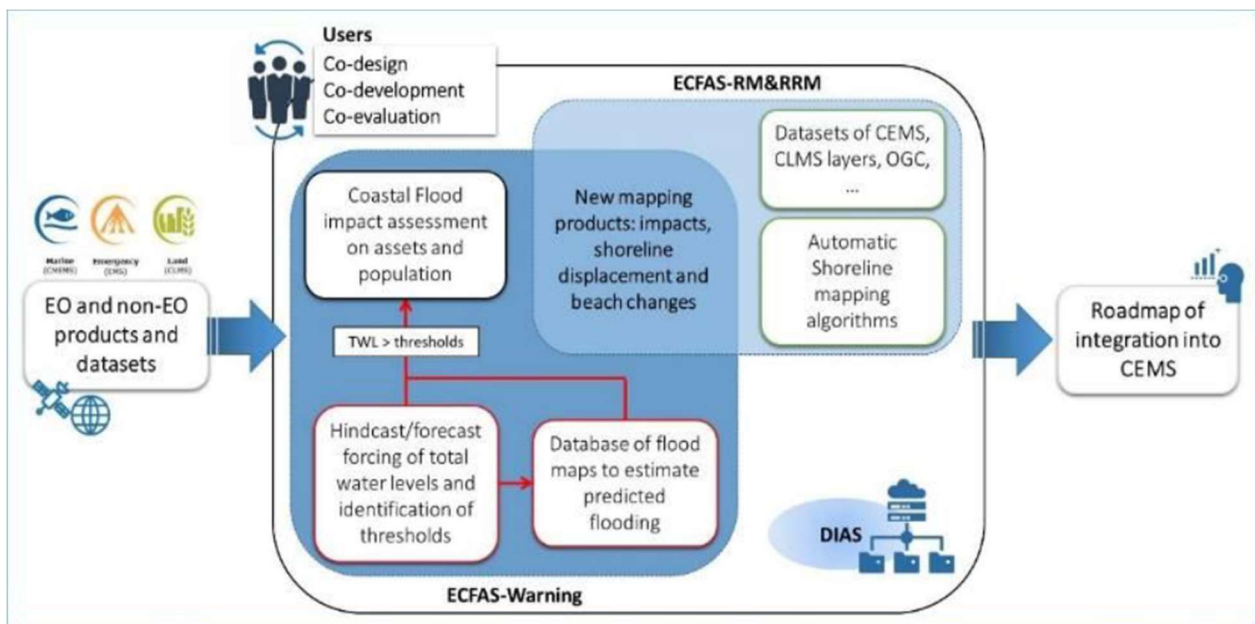 Users
Co-design
Co-development
Co-evaluation
ECFAS-RM&RRM
Datasets of CEMS,
CLMS layers, OGC,
...
Coastal Flood
impact assessment
on assets and
population
New mapping
products: impacts,
shoreline
displacement and
beach changes
Automatic
Shoreline
mapping
algorithms
Marine
(CMEMS)
Emergency
(EMS)
Land
(CLMS)
EO and non-EO
products and
datasets
TWL > thresholds
Hindcast/forecast
forcing of total
water levels and
identification of
thresholds
Database of flood
maps to estimate
predicted
flooding
DIAS
ECFAS-Warning
Roadmap of
integration into
CEMS